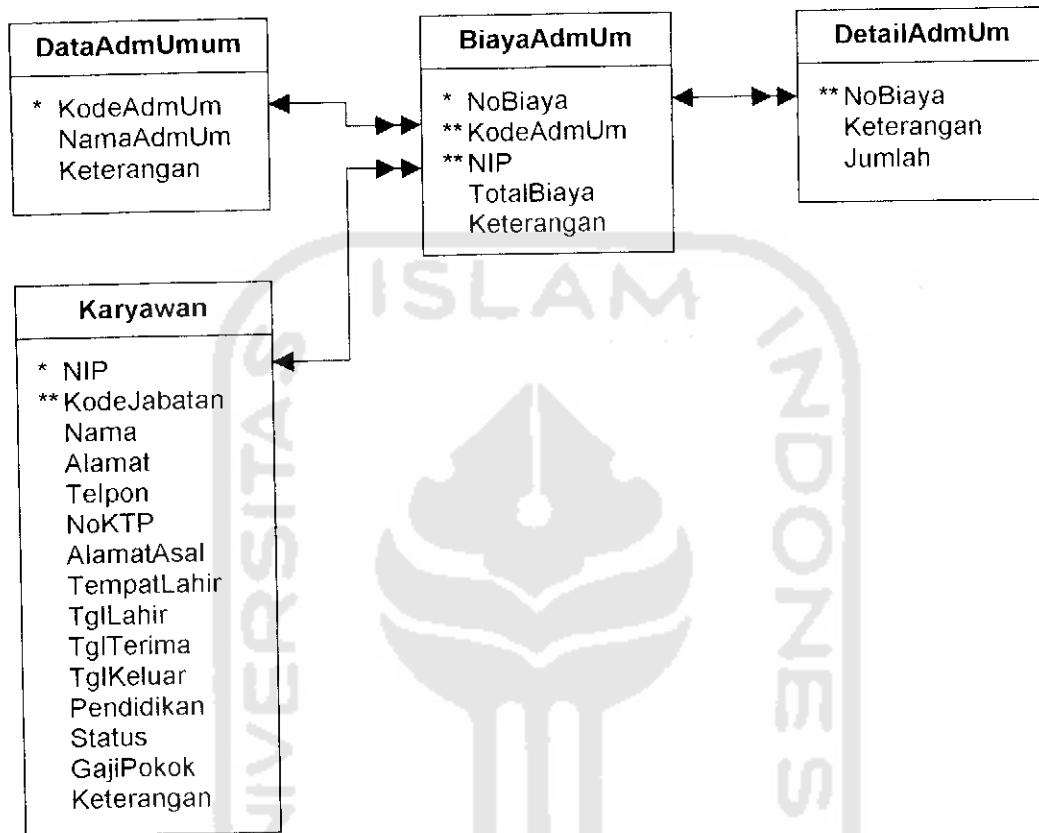 DataAdmUmum
* KodeAdmUm
NamaAdmUm
Keterangan
BiayaAdmUm
* NoBiaya
** KodeAdmUm
** NIP
TotalBiaya
Keterangan
DetailAdmUm
** NoBiaya
Keterangan
Jumlah
Karyawan
* NIP
** KodeJabatan
Nama
Alamat
Telpon
NoKTP
AlamatAsal
TempatLahir
TglLahir
TglTerima
TglKeluar
Pendidikan
Status
GajiPokok
Keterangan
UNIVERSITAS
ISLAM
INDONES